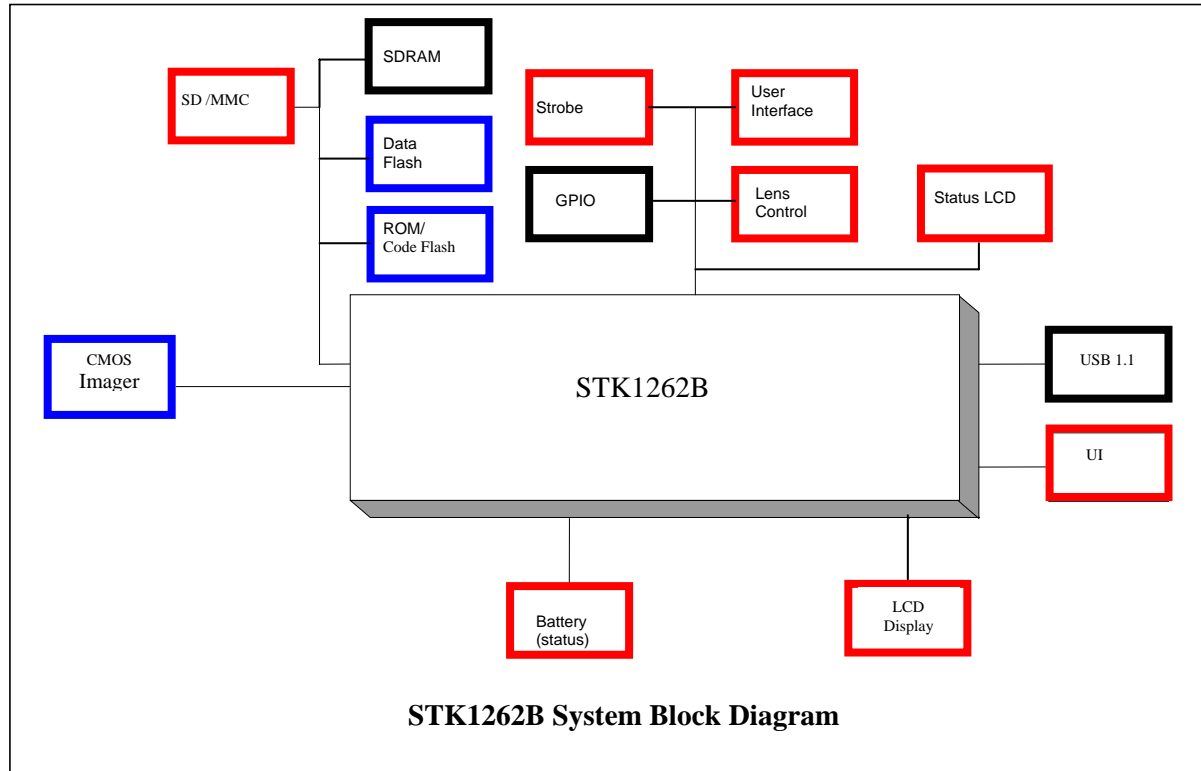 SDRAM
SD /MMC
Strobe
User
Interface
Data
Flash
GPIO
Lens
Control
Status LCD
ROM/
Code Flash
CMOS
Imager
STK1262B
USB 1.1
UI
Battery
(status)
LCD
Display
STK1262B System Block Diagram